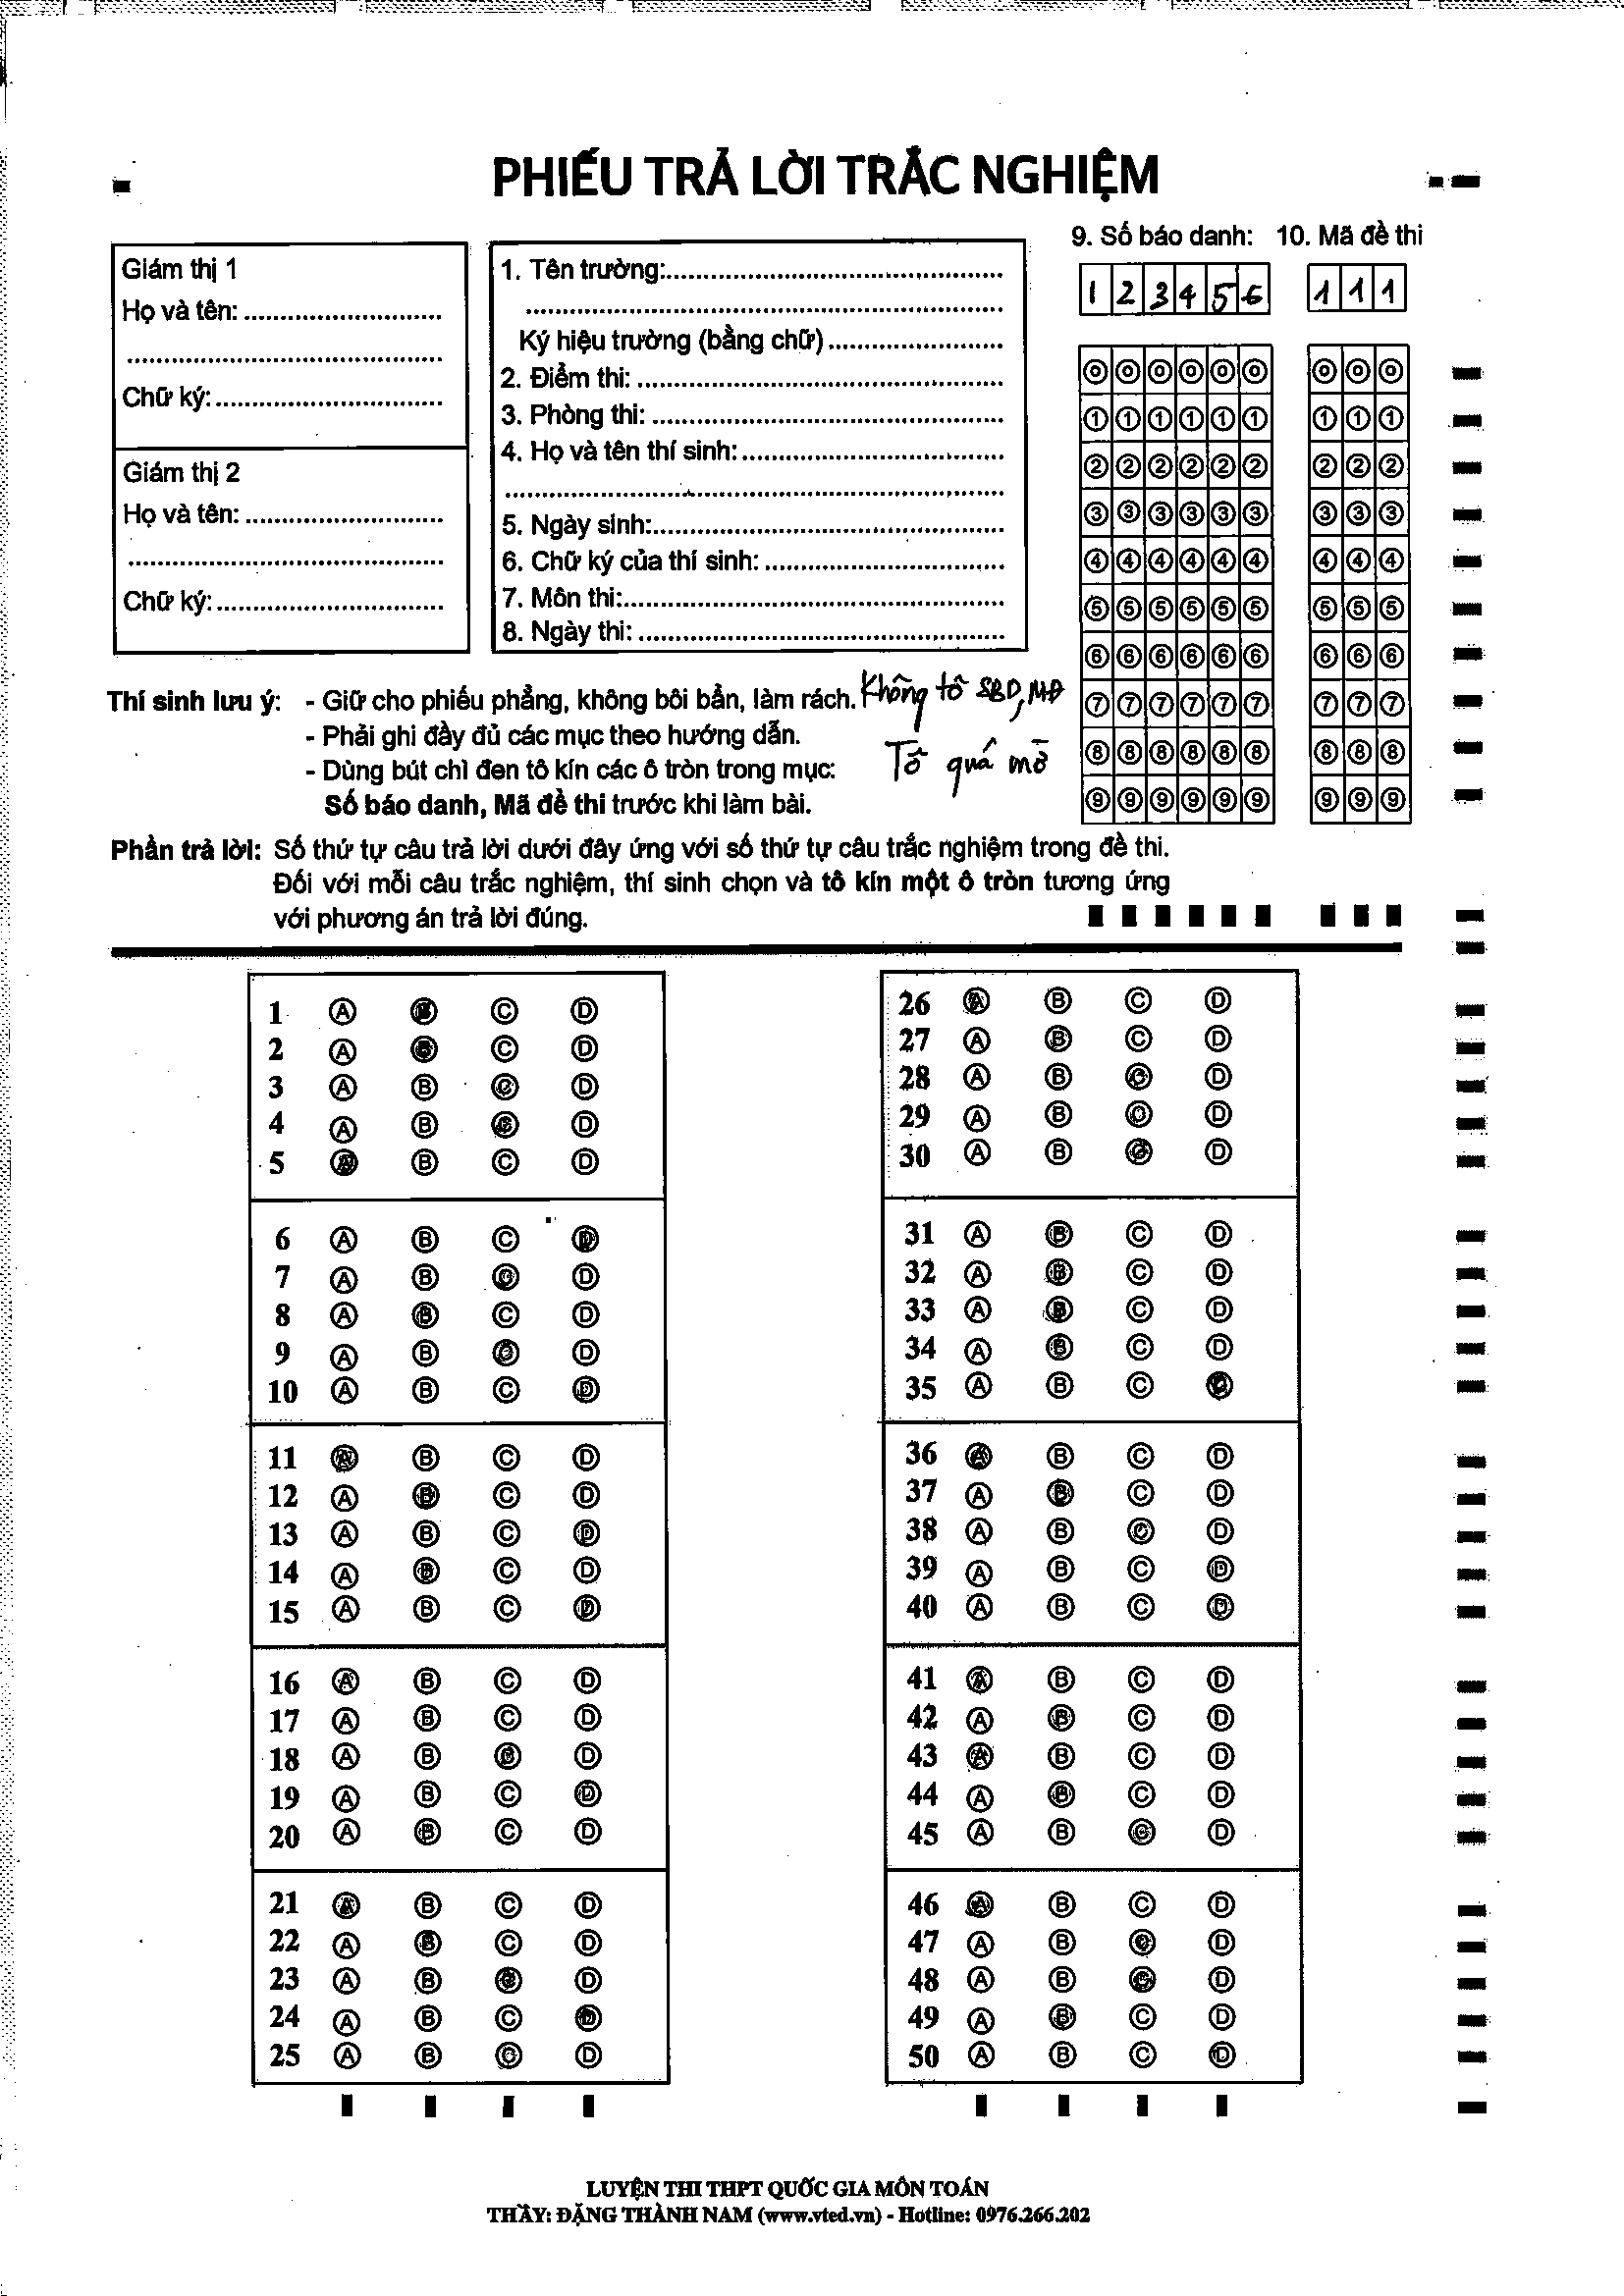 PHIẾU TRẢ LỜI TRẮC NGHIỆM
Giám thị 1
Họ và tên: ...........................
...........................................
Chữ ký: ...............................
Giám thị 2
Họ và tên: ...........................
...........................................
Chữ ký: ...............................
1. Tên trường: .............................................
.................................................................
Ký hiệu trường (bằng chữ) ........................
2. Điểm thi: .................................................
3. Phòng thi: ...............................................
4. Họ và tên thí sinh: ...................................
.................................................................
5. Ngày sinh: ...............................................
6. Chữ ký của thí sinh: ................................
7. Môn thi: ...................................................
8. Ngày thi: .................................................
9. Số báo danh: 10. Mã đề thi
1 2 3 4 5 6 1 1 1
0 0 0 0 0 0 0 0 0
1 1 1 1 1 1 1 1 1
2 2 2 2 2 2 2 2 2
3 3 3 3 3 3 3 3 3
4 4 4 4 4 4 4 4 4
5 5 5 5 5 5 5 5 5
6 6 6 6 6 6 6 6 6
7 7 7 7 7 7 7 7 7
8 8 8 8 8 8 8 8 8
9 9 9 9 9 9 9 9 9
Thí sinh lưu ý: - Giữ cho phiếu phẳng, không bôi bẩn, làm rách.
- Phải ghi đầy đủ các mục theo hướng dẫn.
- Dùng bút chì đen tô kín các ô tròn trong mục:
Số báo danh, Mã đề thi trước khi làm bài.
Không tô SBD, MĐ
Tô quá mờ
Phần trả lời: Số thứ tự câu trả lời dưới đây ứng với số thứ tự câu trắc nghiệm trong đề thi.
Đối với mỗi câu trắc nghiệm, thí sinh chọn và tô kín một ô tròn tương ứng
với phương án trả lời đúng.
1 A B C D
2 A B C D
3 A B C D
4 A B C D
5 A B C D
6 A B C D
7 A B C D
8 A B C D
9 A B C D
10 A B C D
11 A B C D
12 A B C D
13 A B C D
14 A B C D
15 A B C D
16 A B C D
17 A B C D
18 A B C D
19 A B C D
20 A B C D
21 A B C D
22 A B C D
23 A B C D
24 A B C D
25 A B C D
26 A B C D
27 A B C D
28 A B C D
29 A B C D
30 A B C D
31 A B C D
32 A B C D
33 A B C D
34 A B C D
35 A B C D
36 A B C D
37 A B C D
38 A B C D
39 A B C D
40 A B C D
41 A B C D
42 A B C D
43 A B C D
44 A B C D
45 A B C D
46 A B C D
47 A B C D
48 A B C D
49 A B C D
50 A B C D
LUYỆN THI THPT QUỐC GIA MÔN TOÁN
THẦY: ĐẶNG THÀNH NAM (www.vted.vn) - Hotline: 0976.266.202